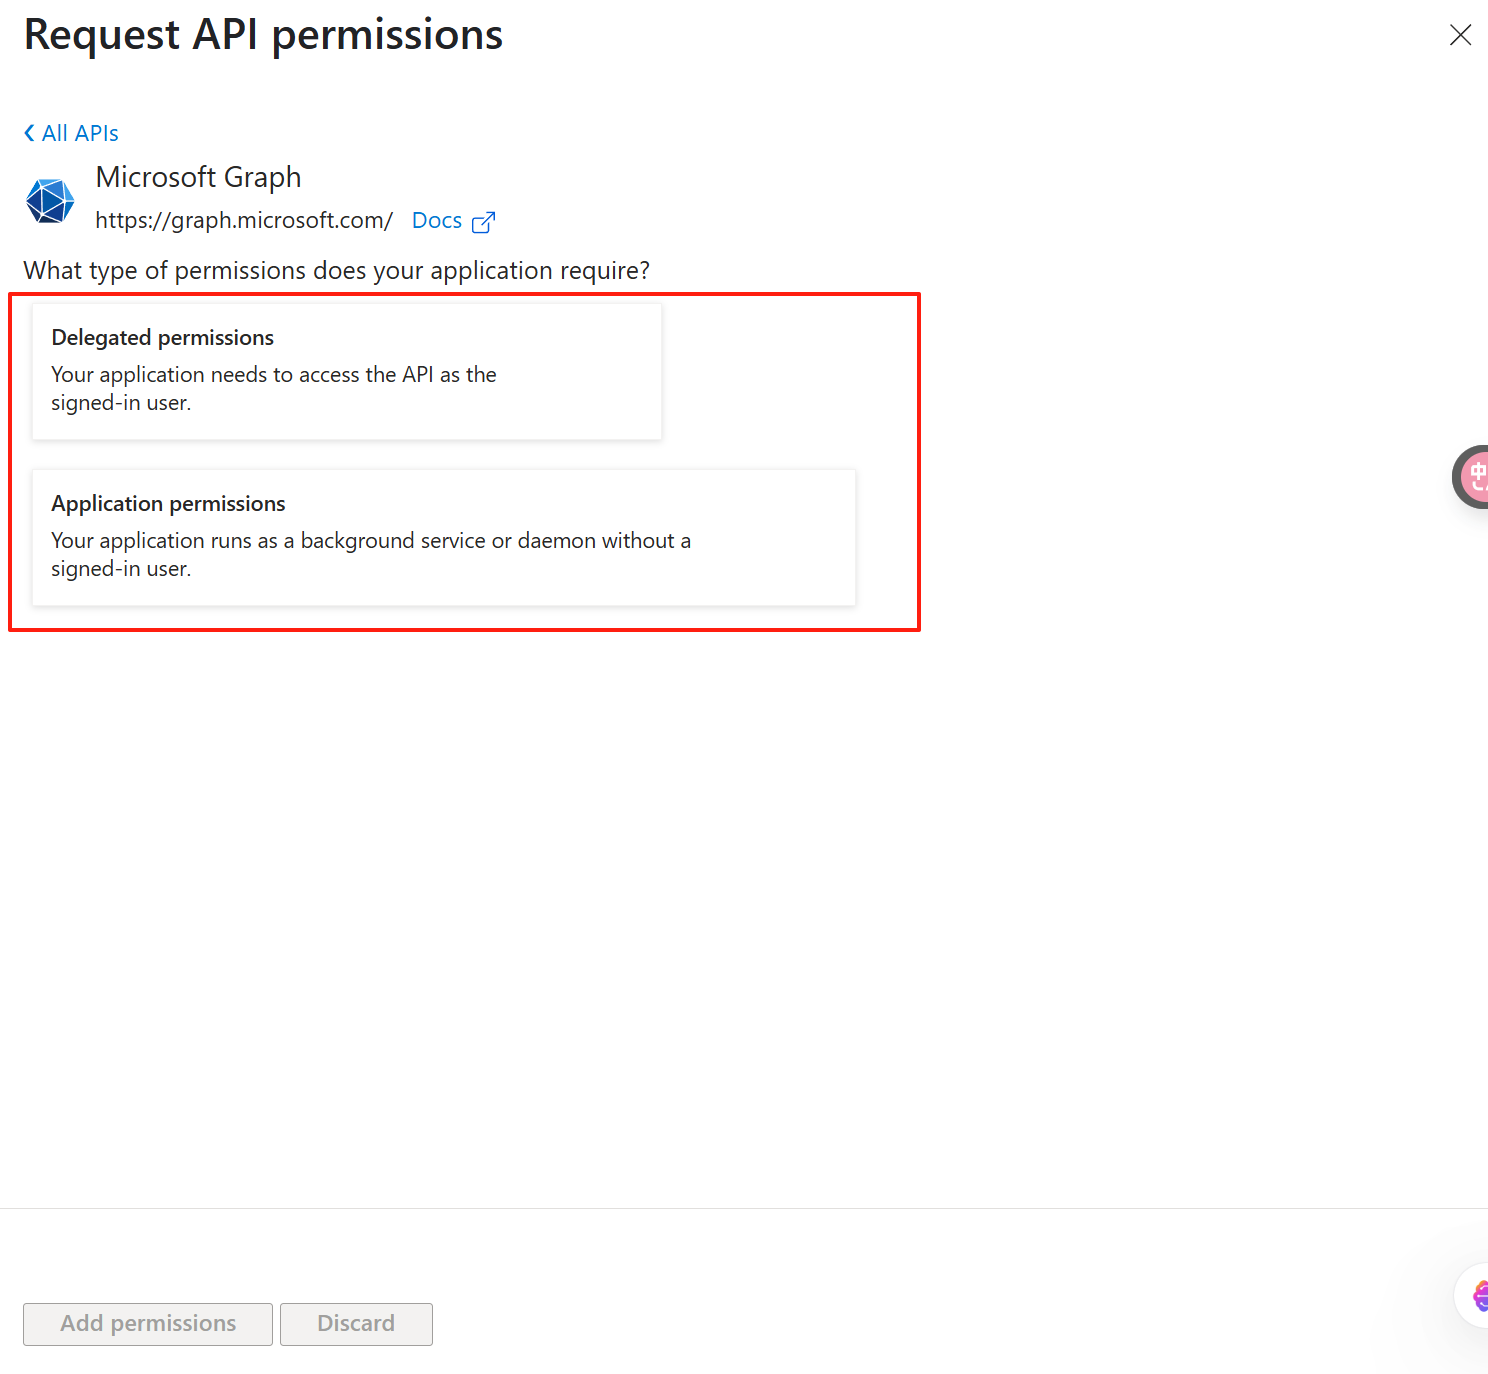 Request API permissions
All APIs
Microsoft Graph
https://graph.microsoft.com/ Docs
What type of permissions does your application require?
Delegated permissions
Your application needs to access the API as the
signed-in user.
Application permissions
Your application runs as a background service or daemon without a
signed-in user.
中
Add permissions Discard